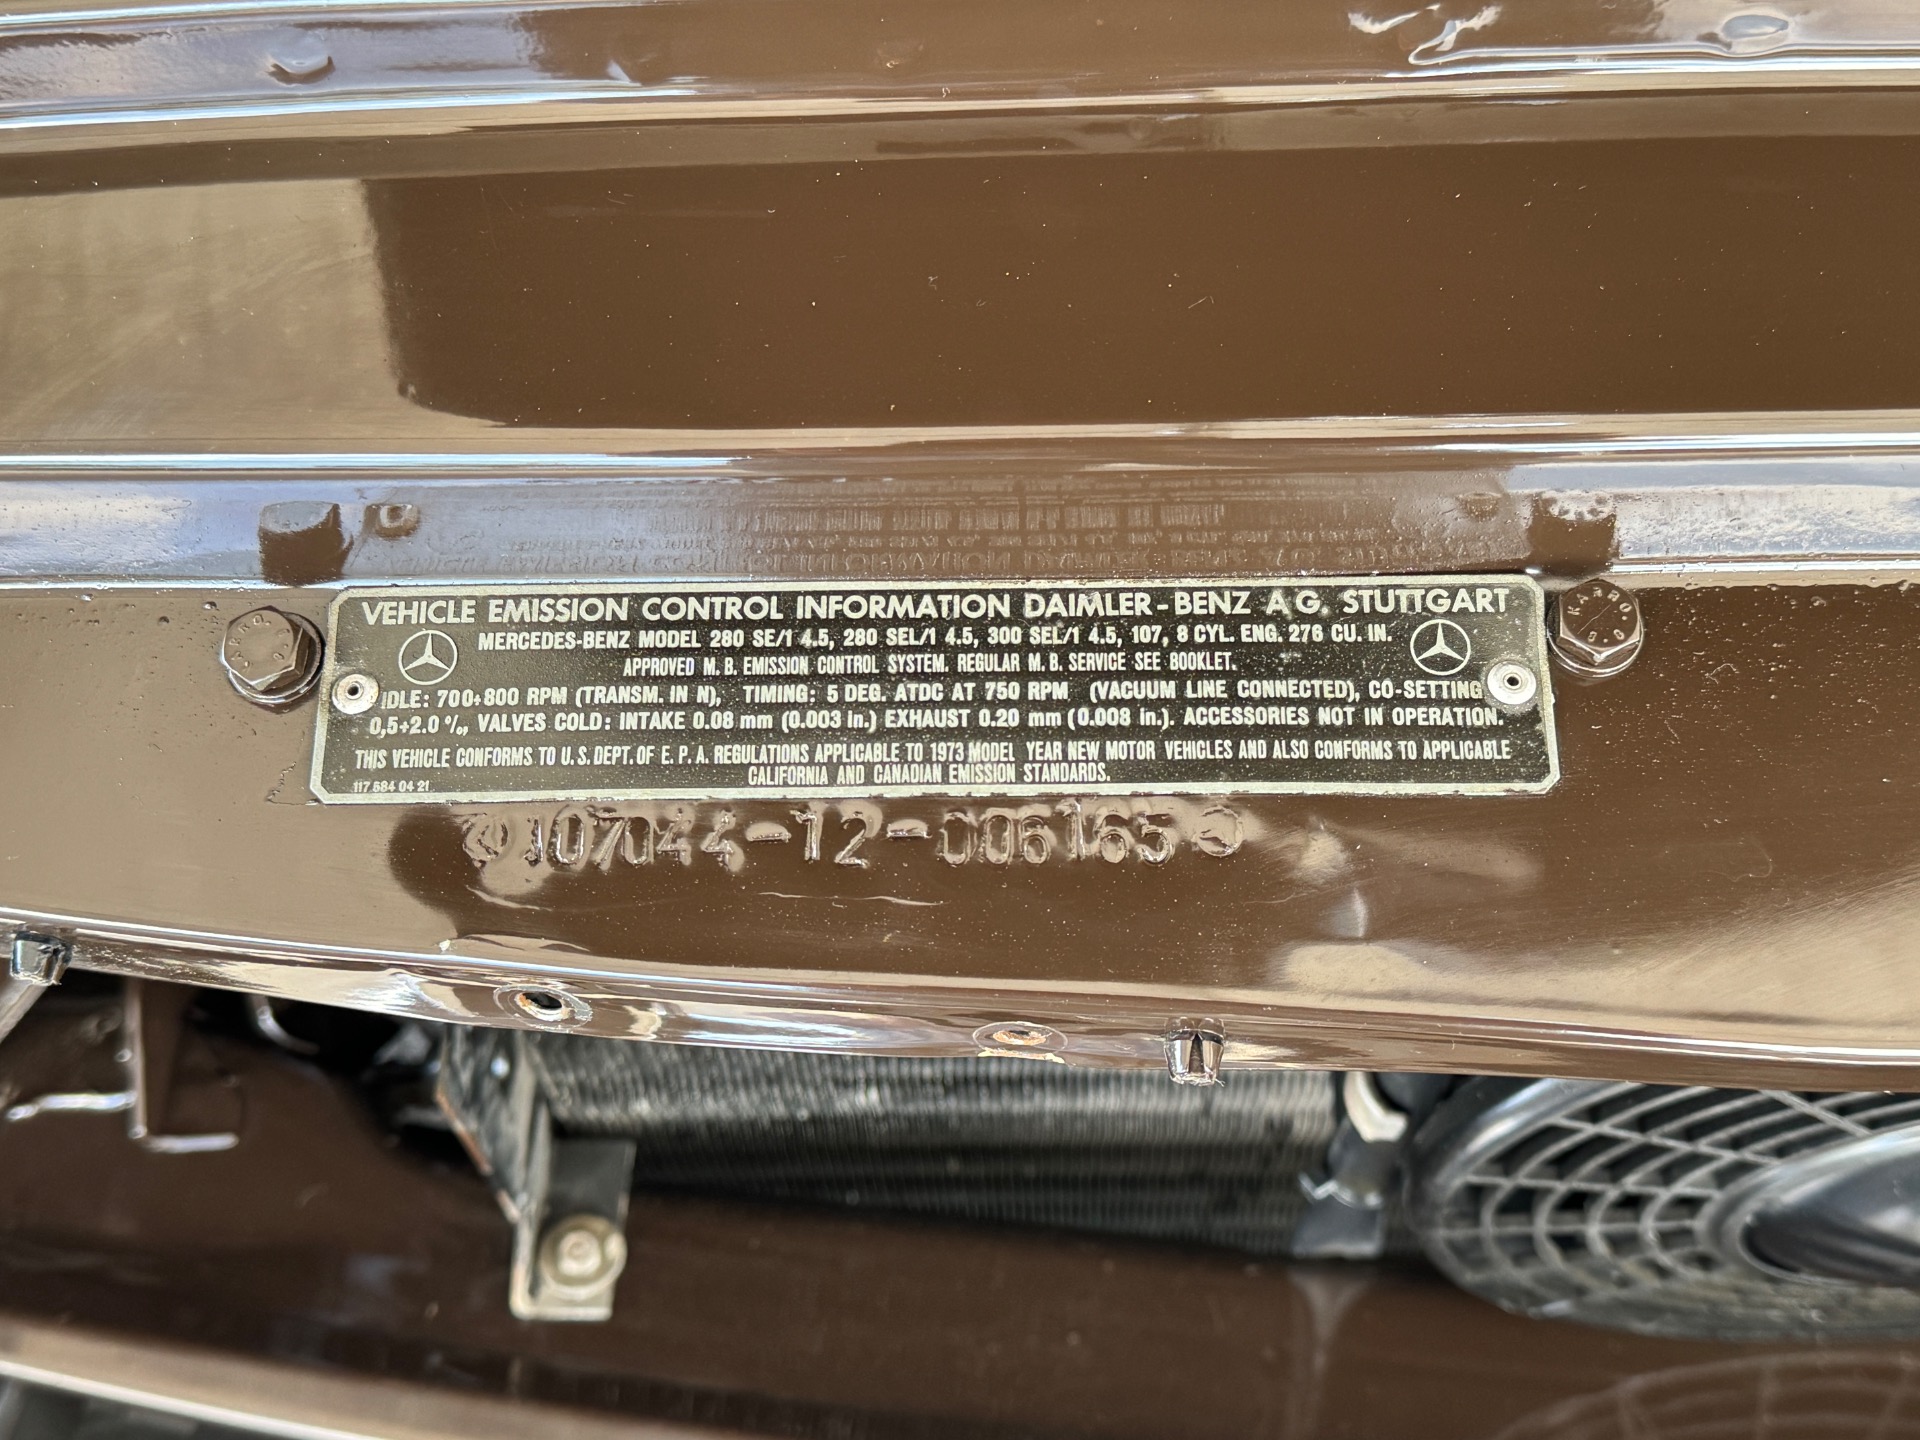 VEHICLE EMISSION CONTROL INFORMATION DAIMLER-BENZ A G. STUTTGART
MERCEDES-BENZ MODEL 280 SE/1 4.5, 280 SEL/1 4.5, 300 SEL/1 4.5, 107, 8 CYL. ENG. 276 CU. IN.
APPROVED M. B. EMISSION CONTROL SYSTEM. REGULAR M. B. SERVICE SEE BOOKLET.
IDLE: 700÷800 RPM (TRANSM. IN N), TIMING: 5 DEG. ATDC AT 750 RPM (VACUUM LINE CONNECTED), CO-SETTING
0,5÷2.0 %, VALVES COLD: INTAKE 0.08 mm (0.003 in.) EXHAUST 0.20 mm (0.008 in.). ACCESSORIES NOT IN OPERATION.
THIS VEHICLE CONFORMS TO U. S. DEPT. OF E. P. A. REGULATIONS APPLICABLE TO 1973 MODEL YEAR NEW MOTOR VEHICLES AND ALSO CONFORMS TO APPLICABLE
CALIFORNIA AND CANADIAN EMISSION STANDARDS.
117 584 04 21
107044-12-006165
KARRO